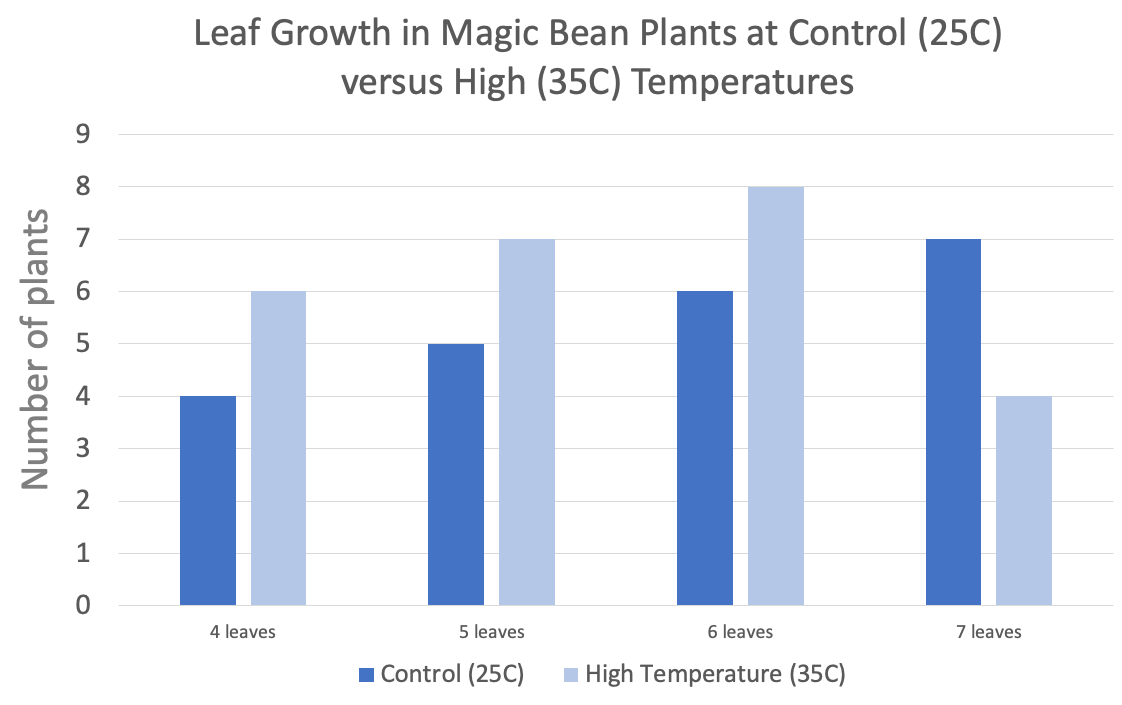 Leaf Growth in Magic Bean Plants at Control (25C)
versus High (35C) Temperatures
Number of plants
9
8
7
6
5
4
3
2
1
0
4 leaves
5 leaves
6 leaves
7 leaves
Control (25C)
High Temperature (35C)